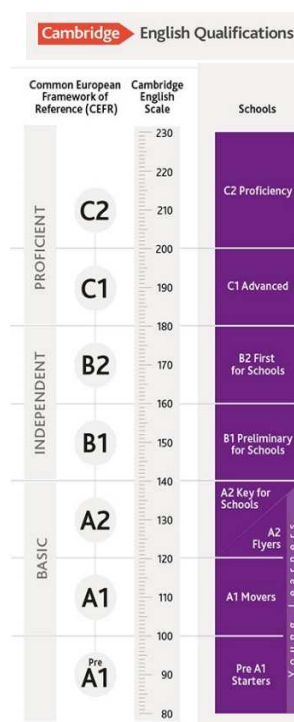 Cambridge English Qualifications
Common European
Framework of
Reference (CEFR)
Cambridge
English
Scale
Schools
230
220
210
200
190
180
170
160
150
140
130
120
110
100
90
80
PROFICIENT
INDEPENDENT
BASIC
C2
C1
B2
B1
A2
A1
Pre
A1
C2 Proficiency
C1 Advanced
B2 First
for Schools
B1 Preliminary
for Schools
A2 Key for
Schools
A2
Flyers
A1 Movers
Pre A1
Starters
Young Learners